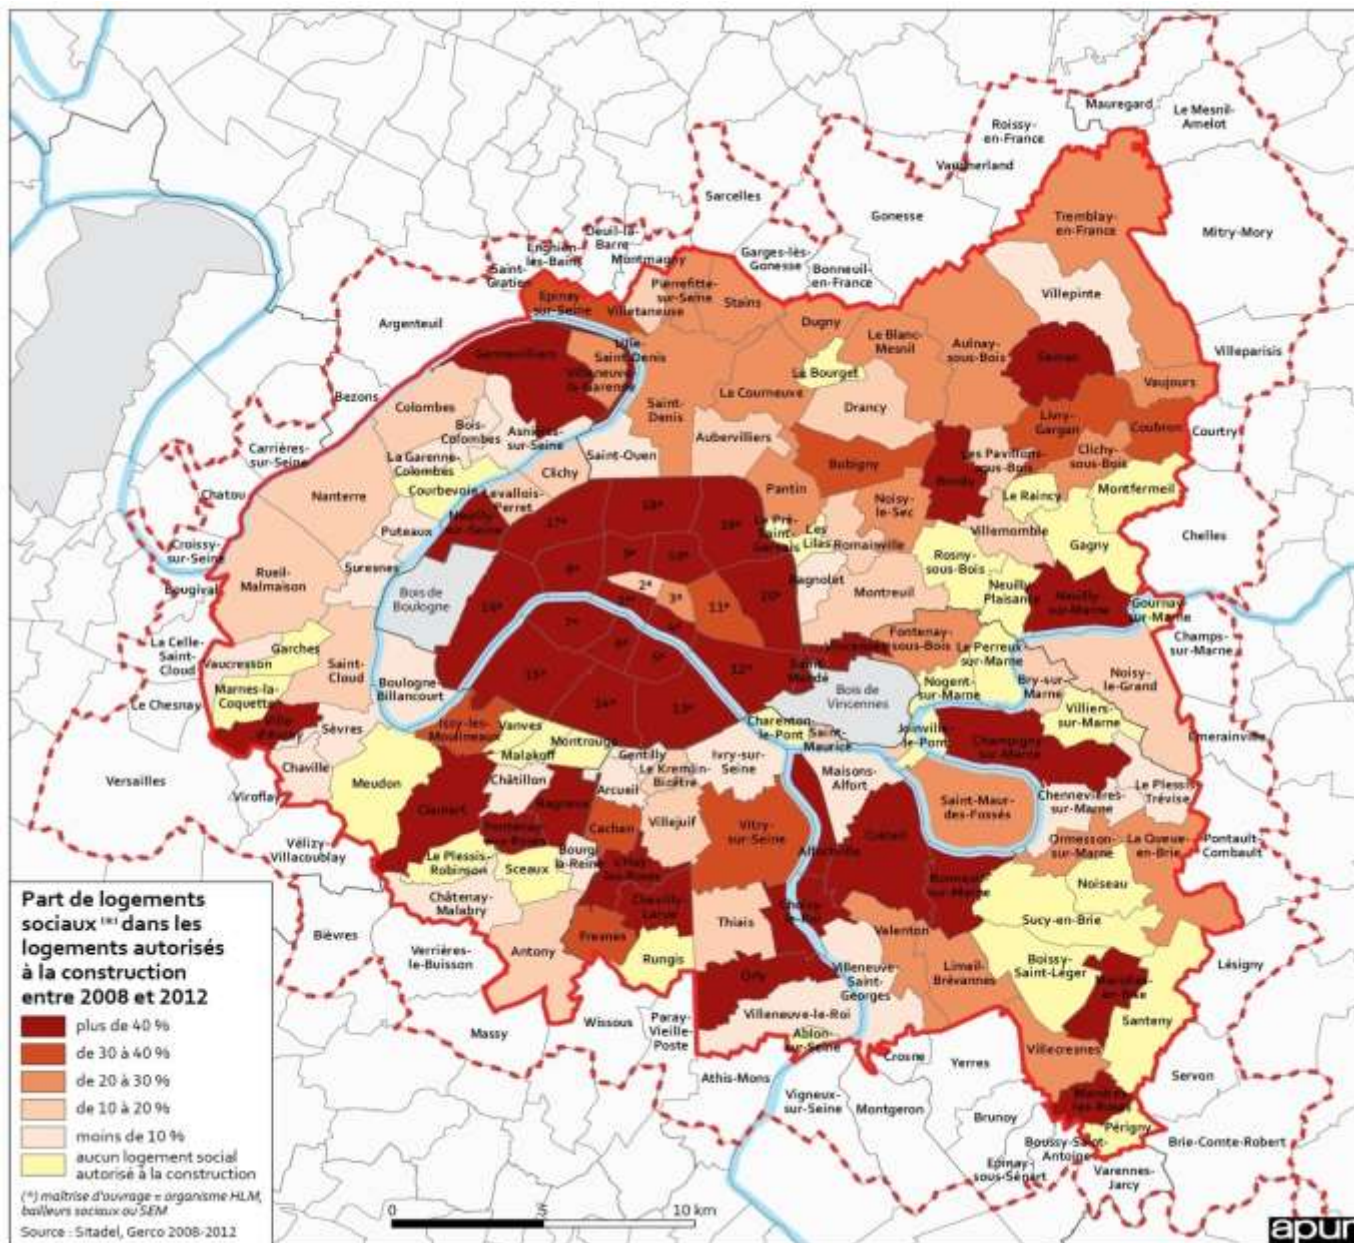 Mauregard
Le Mesnil-
Amelot
Roissy-
en-France
Vaudherland
Sarcelles
Gonesse
Tremblay-
en-France
Mitry-Mory
Deuil-la-
Barre
Enghien-
les-Bains
Montmagny
Saint-
Gratien
Garges-lès-
Gonesse
Bonneuil-
en-France
Pierrefitte-
sur-Seine
Stains
Villepinte
Epinay-
sur-Seine
Villetaneuse
Argenteuil
Dugny
Le Blanc-
Mesnil
Aulnay-
sous-Bois
Sevran
Villeparisis
Gennevilliers
L'Ile-
Saint-Denis
Villeneuve-
la-Garenne
Le Bourget
Vaujours
Bezons
Colombes
Saint-
Denis
La Courneuve
Drancy
Livry-
Gargan
Coubron
Courtry
Carrières-
sur-Seine
Bois-
Colombes
Asnières-
sur-Seine
Aubervilliers
Saint-Ouen
Bobigny
Les Pavillons-
sous-Bois
Clichy-
sous-Bois
La Garenne-
Colombes
Clichy
Bondy
Montfermeil
Chatou
Nanterre
Courbevoie
Levallois-
Perret
Pantin
Noisy-
le-Sec
Le Raincy
Neuilly-
sur-Seine
Puteaux
17e
18e
19e
Le Pré-
Saint-
Gervais
Les
Lilas
Romainville
Villemomble
Gagny
Chelles
Croissy-
sur-Seine
Rueil-
Malmaison
Suresnes
9e
10e
Rosny-
sous-Bois
Bougival
Bois de
Boulogne
8e
2e
3e
11e
20e
Bagnolet
Montreuil
Neuilly-
Plaisance
Neuilly-
sur-Marne
Gournay-
sur-Marne
16e
7e
La Celle-
Saint-
Cloud
Garches
Vaucresson
Saint-
Cloud
Vincennes
Fontenay-
sous-Bois
Le Perreux-
sur-Marne
Champs-
sur-Marne
6e
5e
12e
15e
Saint-
Mandé
Bois de
Vincennes
Nogent-
sur-Marne
Bry-sur-
Marne
Noisy-
le-Grand
Marnes-la-
Coquette
Le Chesnay
Boulogne-
Billancourt
14e
13e
Villiers-
sur-Marne
Ville-
d'Avray
Sèvres
Issy-les-
Moulineaux
Vanves
Malakoff
Montrouge
Charenton-
le-Pont
Saint-
Maurice
Joinville-
le-Pont
Champigny-
sur-Marne
Emerainville
Versailles
Chaville
Meudon
Gentilly
Ivry-sur-
Seine
Le Kremlin-
Bicêtre
Arcueil
Châtillon
Maisons-
Alfort
Viroflay
Clamart
Bagneux
Saint-Maur-
des-Fossés
Chennevières-
sur-Marne
Le Plessis-
Trévise
Fontenay-
aux-Roses
Cachan
Villejuif
Vitry-
sur-Seine
Alfortville
Créteil
Ormesson-
sur-Marne
La Queue-
en-Brie
Pontault-
Combault
Vélizy-
Villacoublay
Le Plessis-
Robinson
Sceaux
Bourg-
la-Reine
L'Haÿ-
les-Roses
Bonneuil-
sur-Marne
Noiseau
Châtenay-
Malabry
Chevilly-
Larue
Thiais
Choisy-
le-Roi
Sucy-en-Brie
Bièvres
Verrières-
le-Buisson
Antony
Fresnes
Rungis
Valenton
Boissy-
Saint-Léger
Lésigny
Orly
Villeneuve-
Saint-
Georges
Limeil-
Brévannes
Marolles-
en-Brie
Santeny
Massy
Wissous
Paray-
Vieille-
Poste
Villeneuve-le-Roi
Ablon-
sur-Seine
Villecresnes
Athis-Mons
Crosne
Yerres
Servon
Vigneux-
sur-Seine
Montgeron
Brunoy
Mandres-
les-Roses
Périgny
Boussy-Saint-
Antoine
Brie-Comte-Robert
Epinay-
sous-Sénart
Varennes-
Jarcy
Part de logements
sociaux (*) dans les
logements autorisés
à la construction
entre 2008 et 2012
plus de 40 %
de 30 à 40 %
de 20 à 30 %
de 10 à 20 %
moins de 10 %
aucun logement social
autorisé à la construction
(*) maîtrise d'ouvrage = organisme HLM,
bailleurs sociaux ou SEM
Source : Sitadel, Gerco 2008-2012
0 5 10 km
apur